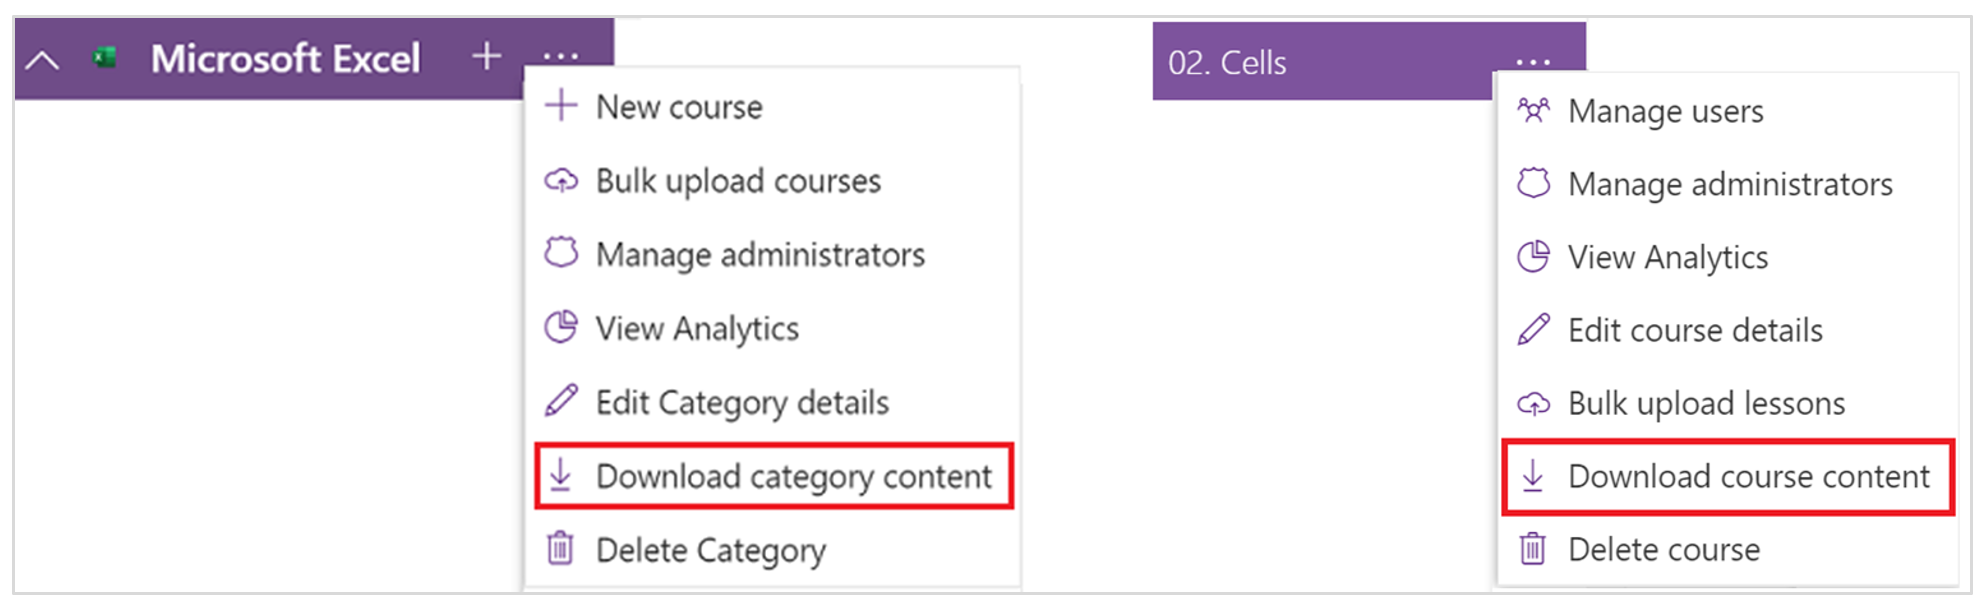 Microsoft Excel
New course
Bulk upload courses
Manage administrators
View Analytics
Edit Category details
Download category content
Delete Category
02. Cells
Manage users
Manage administrators
View Analytics
Edit course details
Bulk upload lessons
Download course content
Delete course